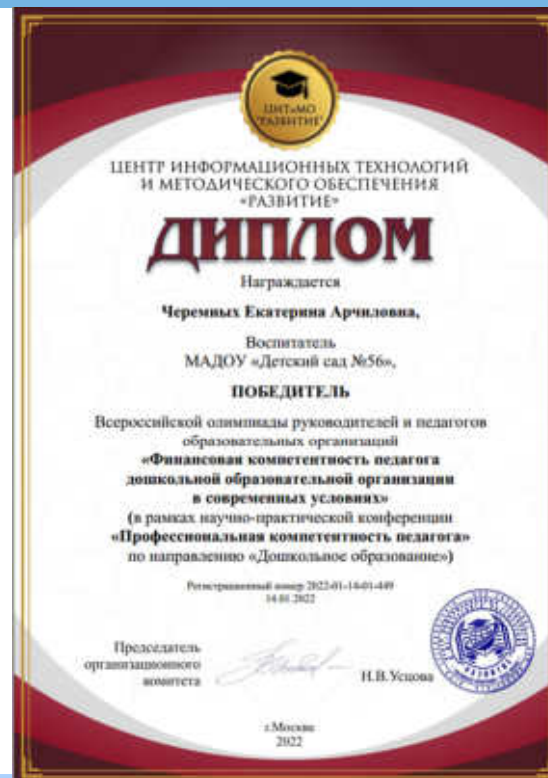 ЦИТиМО
"РАЗВИТИЕ"
ЦЕНТР ИНФОРМАЦИОННЫХ ТЕХНОЛОГИЙ
И МЕТОДИЧЕСКОГО ОБЕСПЕЧЕНИЯ
«РАЗВИТИЕ»
ДИПЛОМ
Награждается
Черемных Екатерина Арчиловна,
Воспитатель
МАДОУ «Детский сад №56»,
ПОБЕДИТЕЛЬ
Всероссийской олимпиады руководителей и педагогов
образовательных организаций
«Финансовая компетентность педагога
дошкольной образовательной организации
в современных условиях»
(в рамках научно-практической конференции
«Профессиональная компетентность педагога»
по направлению «Дошкольное образование»)
Регистрационный номер 2022-01-14-01-449
14.01.2022
Председатель
организационного
комитета
Н.В.Усцова
РАЗВИТИЕ
г.Москва
2022